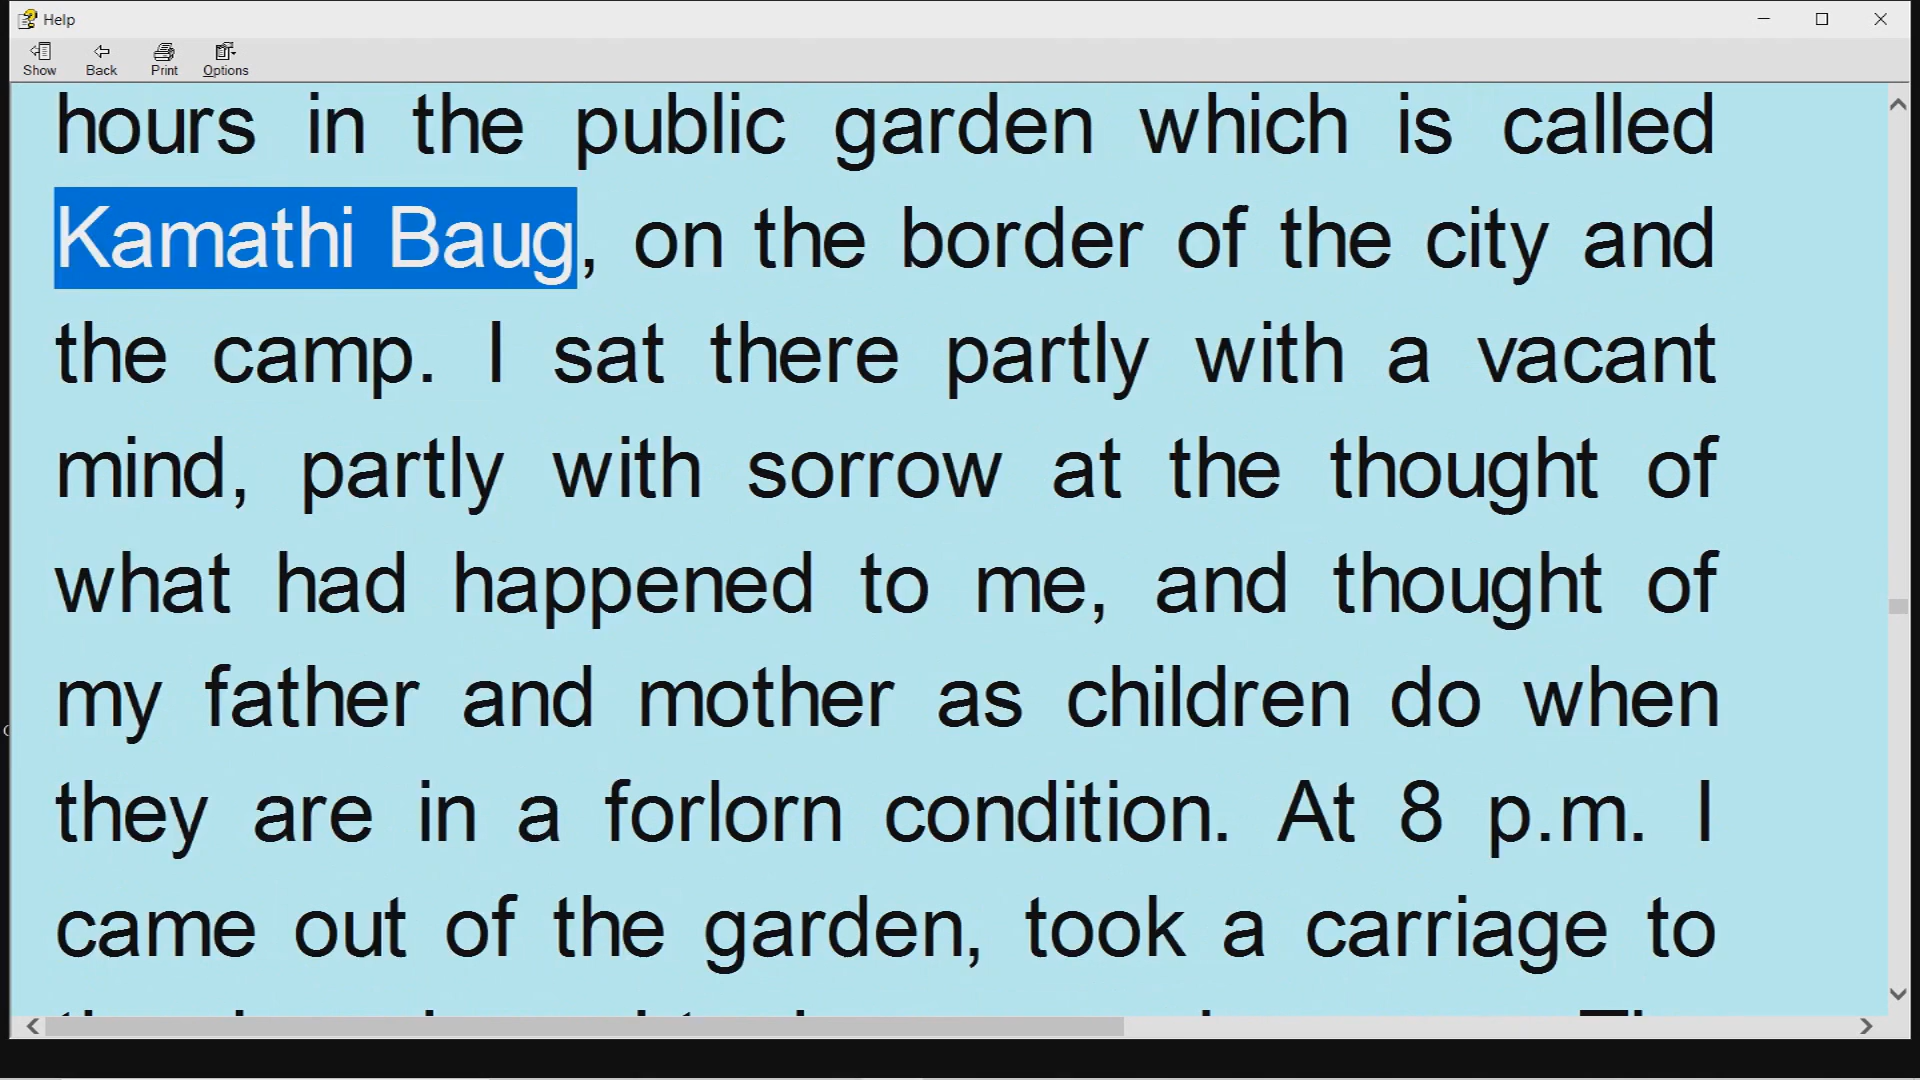 Help
Show Back Print Options
hours in the public garden which is called
Kamathi Baug, on the border of the city and
the camp. I sat there partly with a vacant
mind, partly with sorrow at the thought of
what had happened to me, and thought of
my father and mother as children do when
they are in a forlorn condition. At 8 p.m. I
came out of the garden, took a carriage to